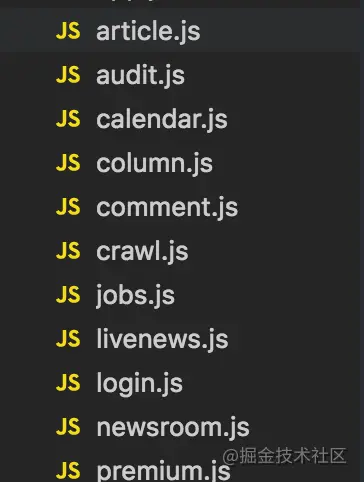 JS article.js
JS audit.js
JS calendar.js
JS column.js
JS comment.js
JS crawl.js
JS jobs.js
JS livenews.js
JS login.js
JS newsroom.js
JS premium.js
@掘金技术社区